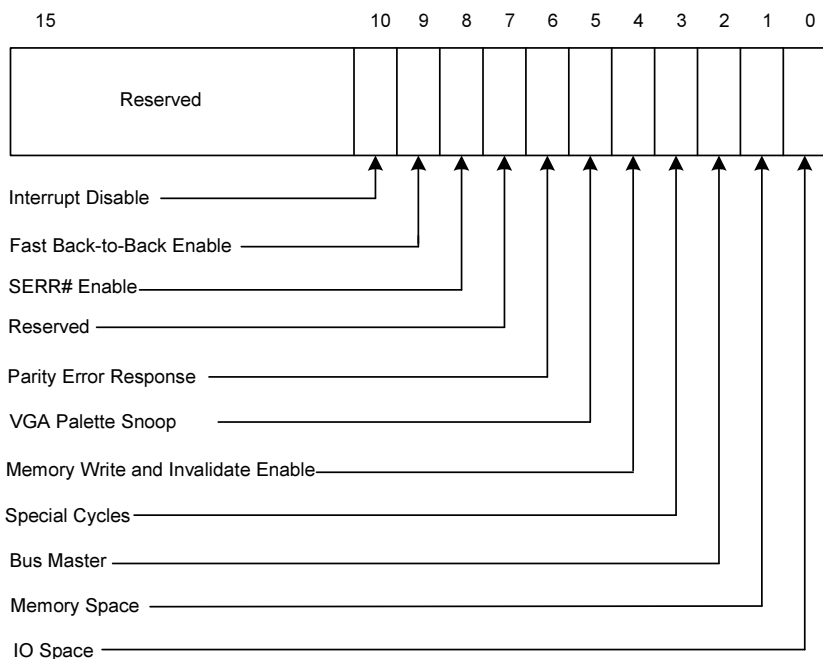 15 10 9 8 7 6 5 4 3 2 1 0
Reserved
Interrupt Disable
Fast Back-to-Back Enable
SERR# Enable
Reserved
Parity Error Response
VGA Palette Snoop
Memory Write and Invalidate Enable
Special Cycles
Bus Master
Memory Space
IO Space